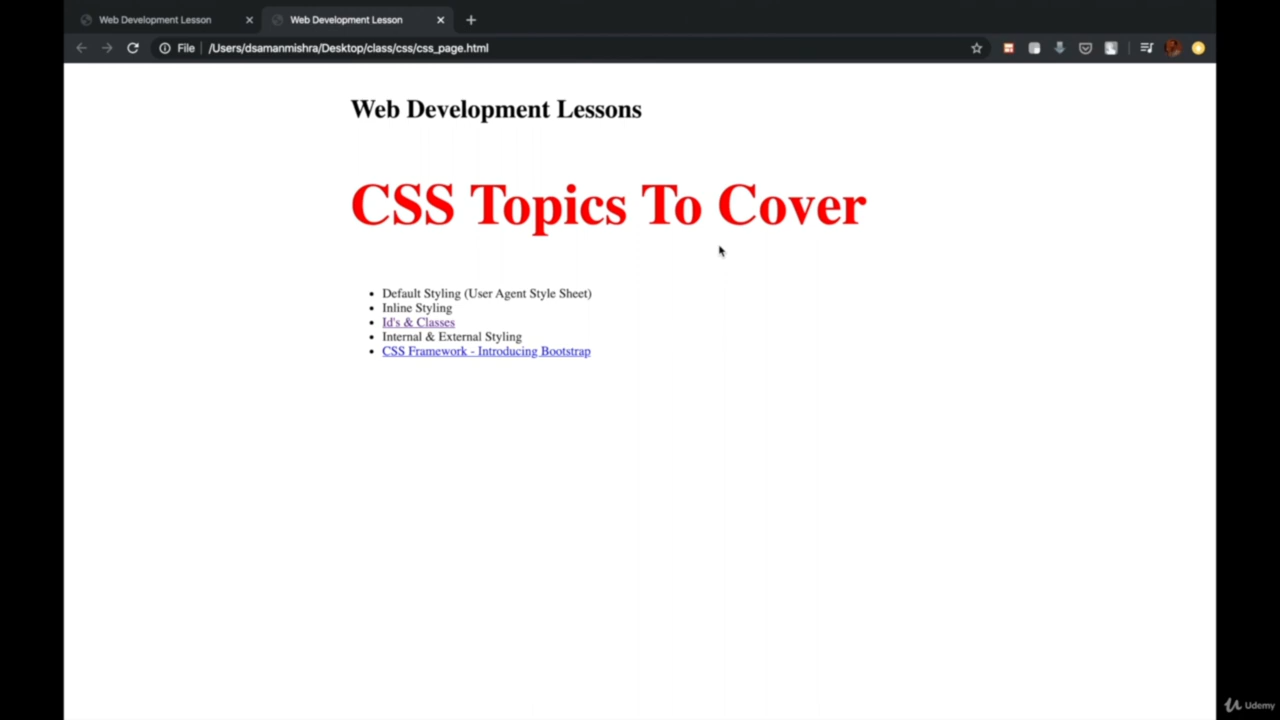 Web Development Lesson
Web Development Lesson
File /Users/dsamanmishra/Desktop/class/css/css_page.html
Web Development Lessons
CSS Topics To Cover
Default Styling (User Agent Style Sheet)
Inline Styling
Id's & Classes
Internal & External Styling
CSS Framework - Introducing Bootstrap
Udemy